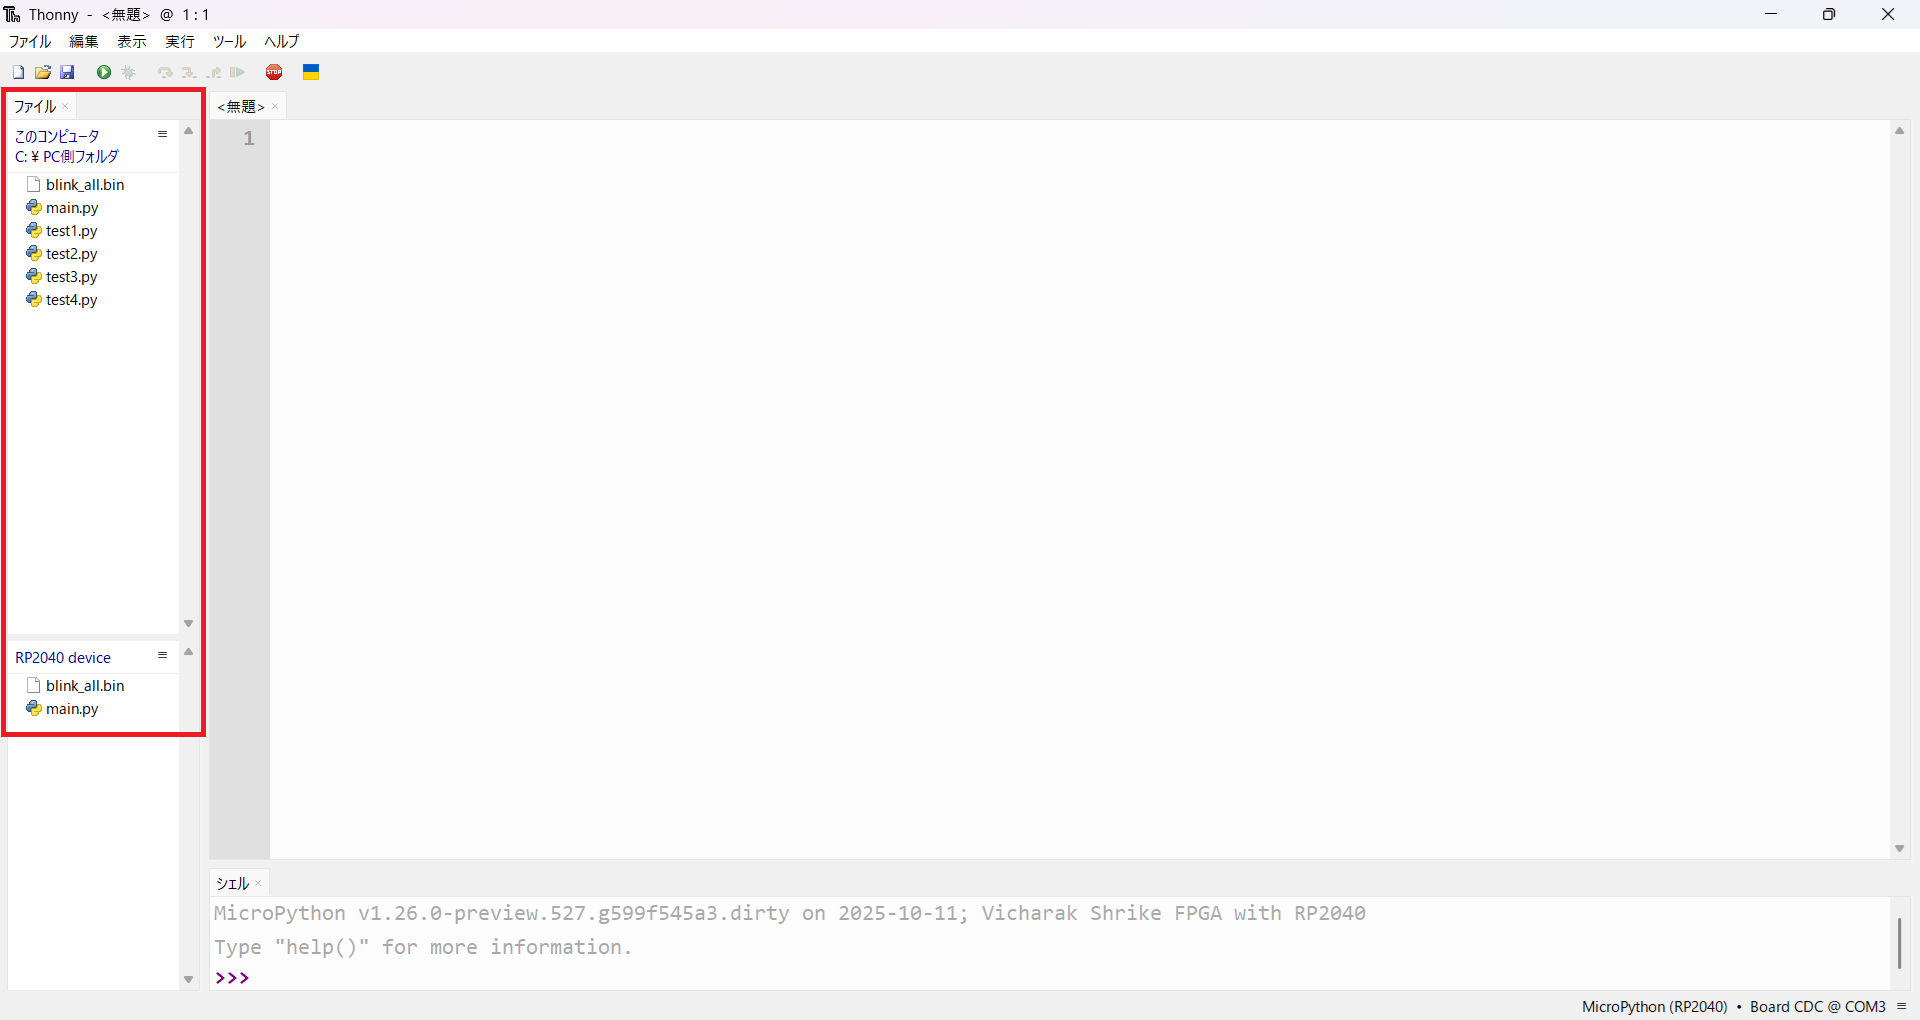 Thonny - <無題> @ 1:1
ファイル 編集 表示 実行 ツール ヘルプ
STOP
ファイル ×
このコンピュータ
C: ¥ PC側フォルダ
blink_all.bin
main.py
test1.py
test2.py
test3.py
test4.py
RP2040 device
blink_all.bin
main.py
<無題> ×
1
シェル ×
MicroPython v1.26.0-preview.527.g599f545a3.dirty on 2025-10-11; Vicharak Shrike FPGA with RP2040
Type "help()" for more information.
>>>
MicroPython (RP2040) • Board CDC @ COM3 ≡